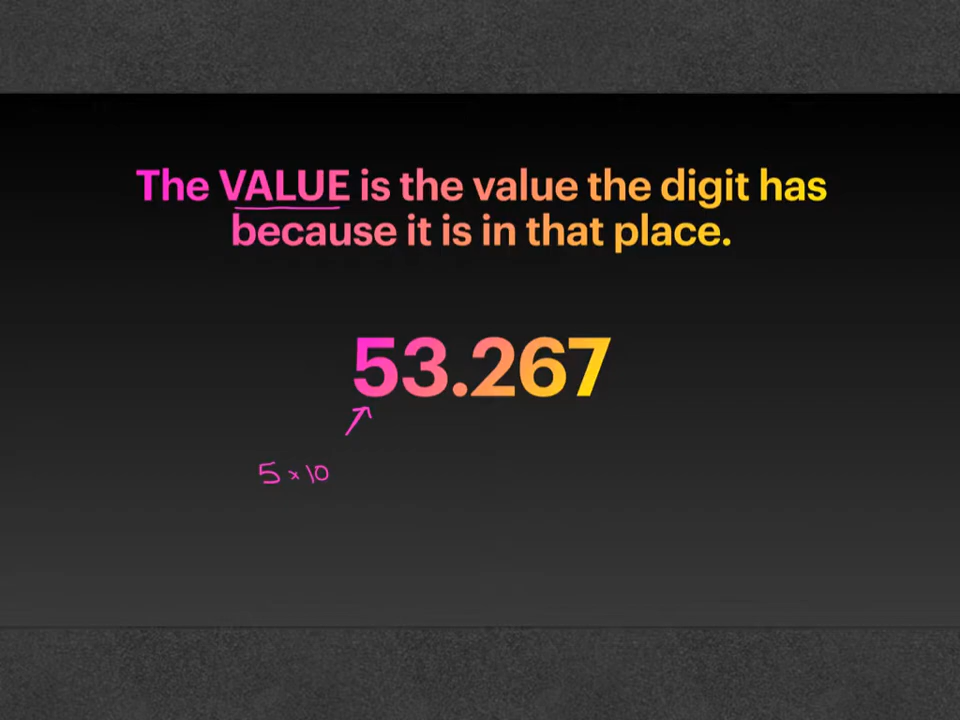 The VALUE is the value the digit has
because it is in that place.
53.267
5 × 10